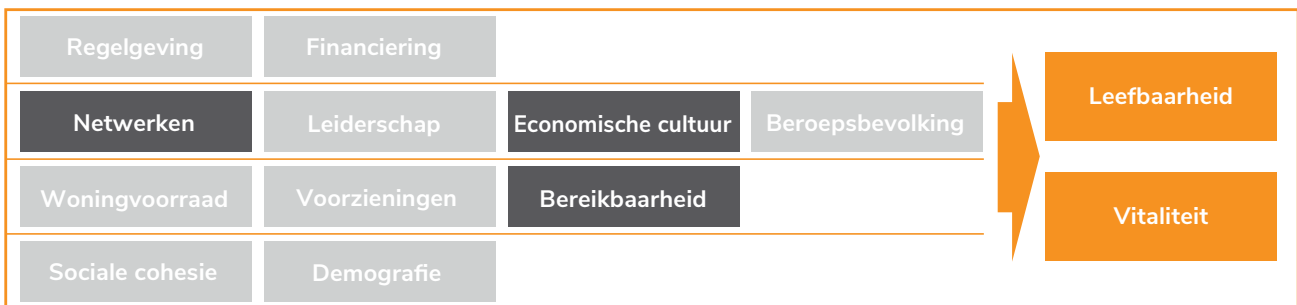 Regelgeving
Financiering
Netwerken
Leiderschap
Economische cultuur
Beroepsbevolking
Woningvoorraad
Voorzieningen
Bereikbaarheid
Sociale cohesie
Demografie
Leefbaarheid
Vitaliteit